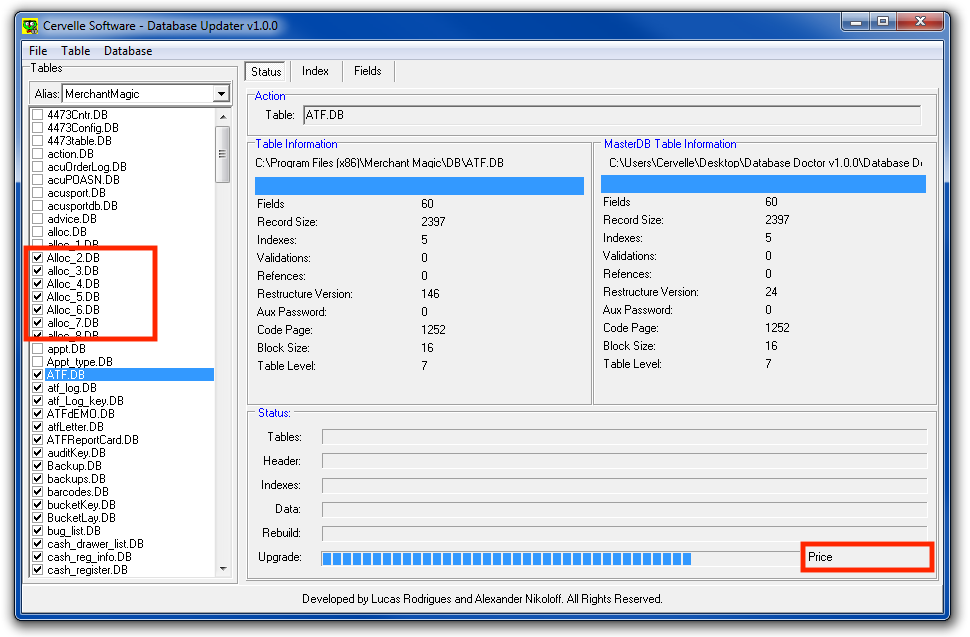 Cervelle Software - Database Updater v1.0.0
File Table Database
Tables
Alias: MerchantMagic
4473Cntr.DB
4473Config.DB
4473table.DB
action.DB
acuOrderLog.DB
acuPOASN.DB
acusport.DB
acusportdb.DB
advice.DB
alloc.DB
alloc_1.DB
Alloc_2.DB
alloc_3.DB
Alloc_4.DB
Alloc_5.DB
Alloc_6.DB
alloc_7.DB
alloc_8.DB
appt.DB
Appt_type.DB
ATF.DB
atf_log.DB
atf_Log_key.DB
ATFdEMO.DB
atfLetter.DB
ATFReportCard.DB
auditKey.DB
Backup.DB
backups.DB
barcodes.DB
bucketKey.DB
BucketLay.DB
bug_list.DB
cash_drawer_list.DB
cash_reg_info.DB
cash_register.DB
Status Index Fields
Action
Table: ATF.DB
Table Information
C:\Program Files (x86)\Merchant Magic\DB\ATF.DB
Fields 60
Record Size: 2397
Indexes: 5
Validations: 0
Refences: 0
Restructure Version: 146
Aux Password: 0
Code Page: 1252
Block Size: 16
Table Level: 7
MasterDB Table Information
C:\Users\Cervelle\Desktop\Database Doctor v1.0.0\Database Do
Fields 60
Record Size: 2397
Indexes: 5
Validations: 0
Refences: 0
Restructure Version: 24
Aux Password: 0
Code Page: 1252
Block Size: 16
Table Level: 7
Status:
Tables:
Header:
Indexes:
Data:
Rebuild:
Upgrade: Price
Developed by Lucas Rodrigues and Alexander Nikoloff. All Rights Reserved.